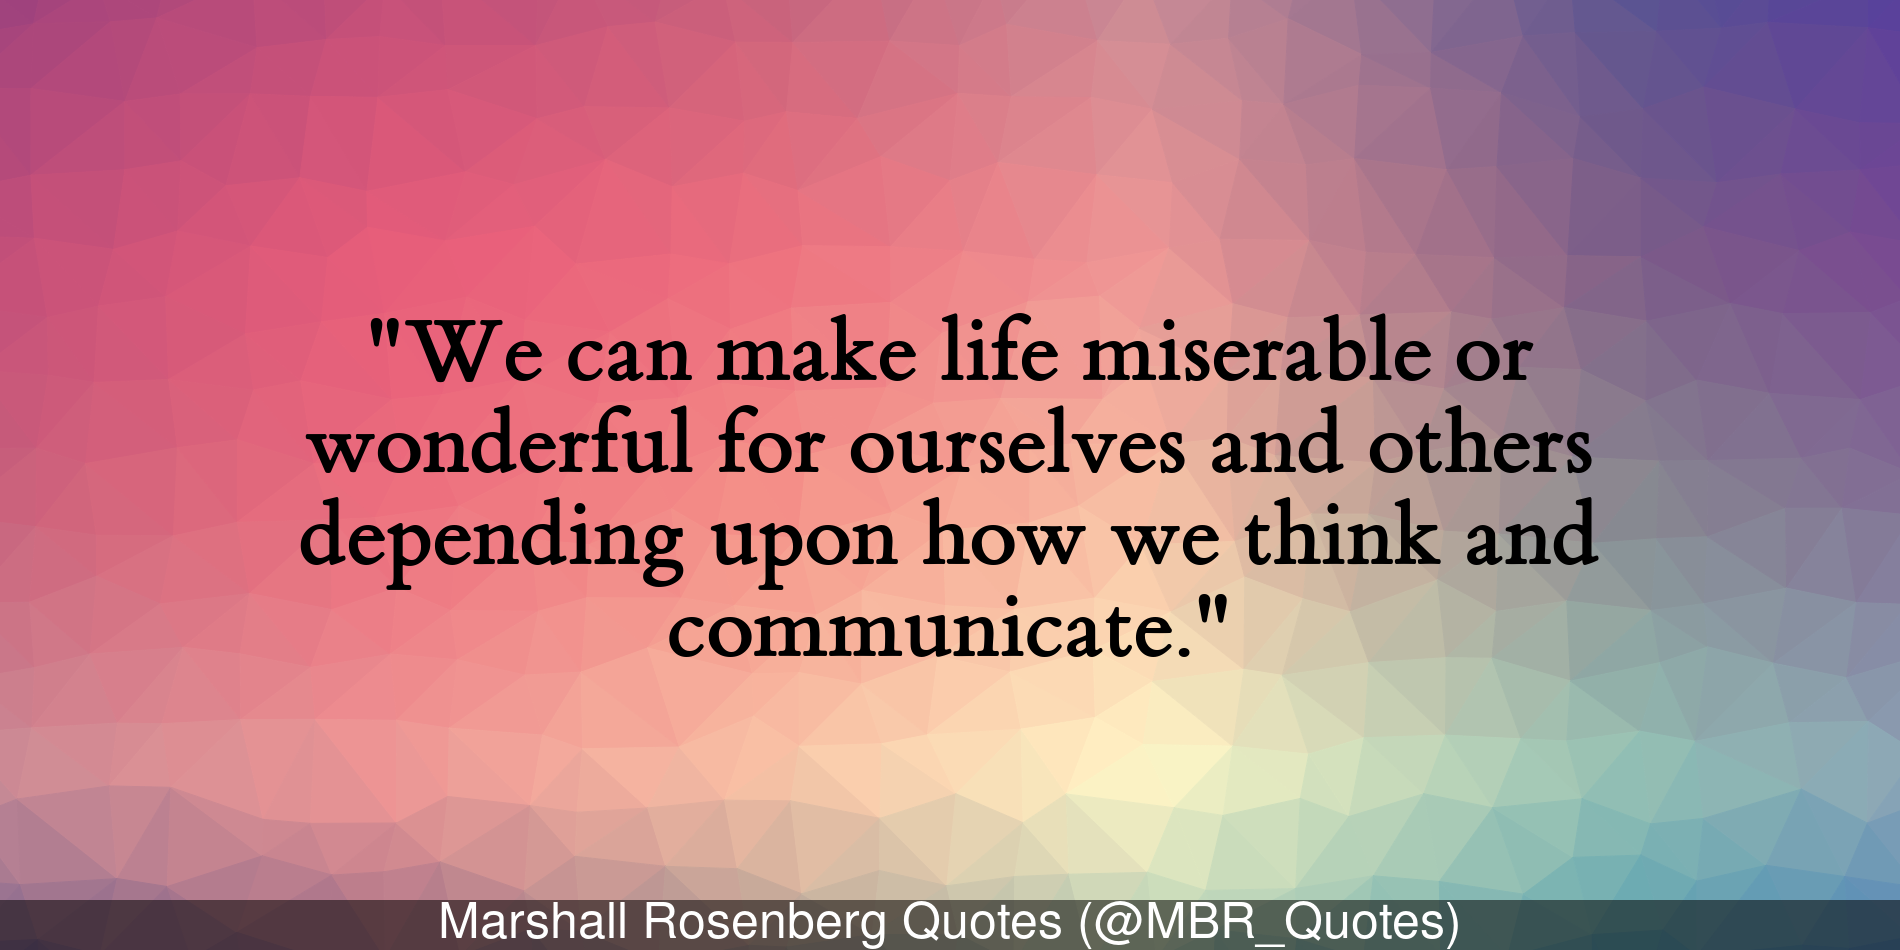 "We can make life miserable or
wonderful for ourselves and others
depending upon how we think and
communicate."
Marshall Rosenberg Quotes (@MBR_Quotes)